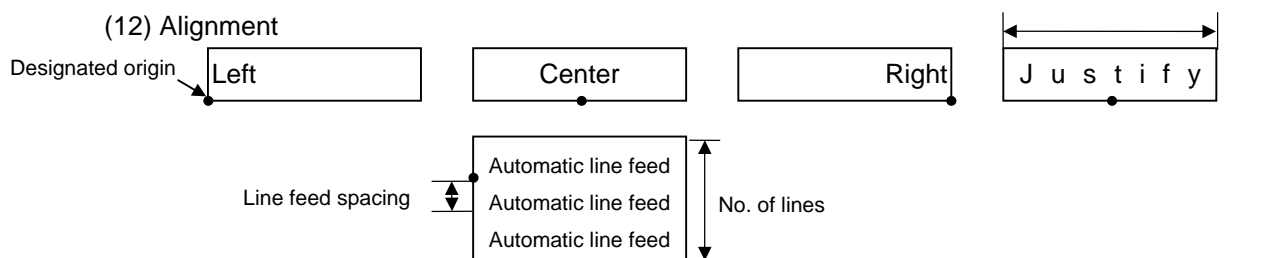 (12) Alignment
Designated origin
Left
Center
Right
J u s t i f y
Automatic line feed
Line feed spacing
Automatic line feed
No. of lines
Automatic line feed